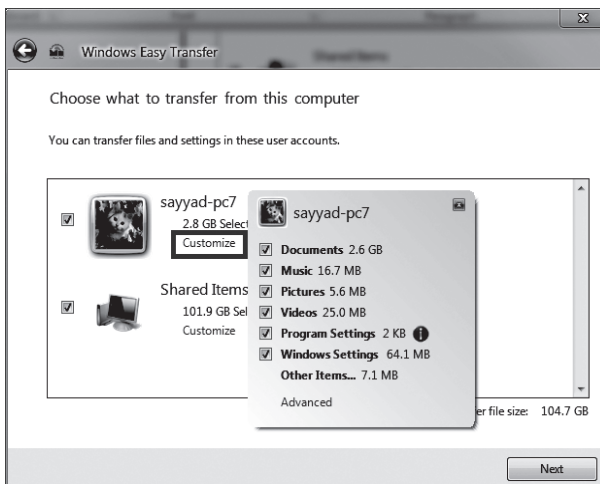 Windows Easy Transfer
Choose what to transfer from this computer
You can transfer files and settings in these user accounts.
sayyad-pc7
2.8 GB Select
Customize
Shared Items
101.9 GB Sel
Customize
sayyad-pc7
Documents 2.6 GB
Music 16.7 MB
Pictures 5.6 MB
Videos 25.0 MB
Program Settings 2 KB
Windows Settings 64.1 MB
Other Items... 7.1 MB
Advanced
er file size: 104.7 GB
Next